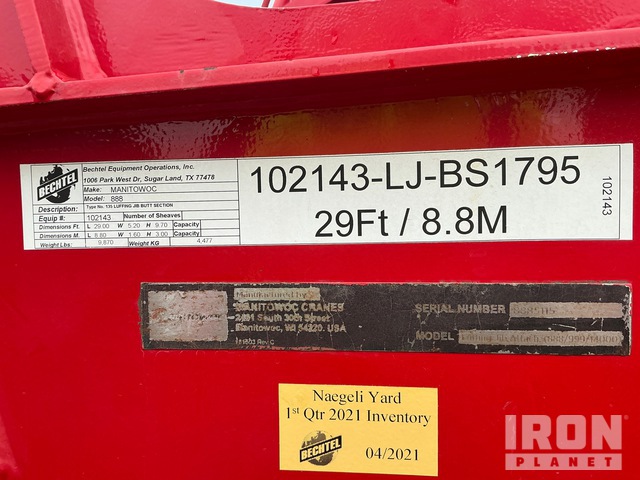 BECHTEL
Bechtel Equipment Operations, Inc.
1006 Park West Dr, Sugar Land, TX 77478
Make: MANITOWOC
Model: 888
Description: Type No. 135 LUFFING JIB BUTT SECTION
Equip #: 102143 Number of Sheaves
Dimensions Ft. L 29.00 W 5.20 H 9.70 Capacity
Dimensions M. L 8.80 W 1.60 H 3.00 Capacity
Weight Lbs: 9,870 Weight KG 4,477
102143-LJ-BS1795
29Ft / 8.8M
102143
Manufactured by
MANITOWOC CRANES
2401 South 30th Street
Manitowoc, WI 54220. USA
SERIAL NUMBER
MODEL
Naegeli Yard
1st Qtr 2021 Inventory
BECHTEL
04/2021
IRON
PLANET